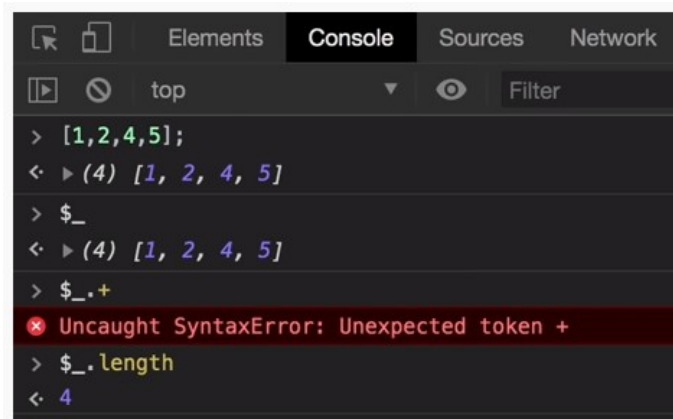 Elements Console Sources Network
top Filter
> [1,2,4,5];
(4) [1, 2, 4, 5]
> $_
(4) [1, 2, 4, 5]
> $_.+
Uncaught SyntaxError: Unexpected token +
> $_.length
4